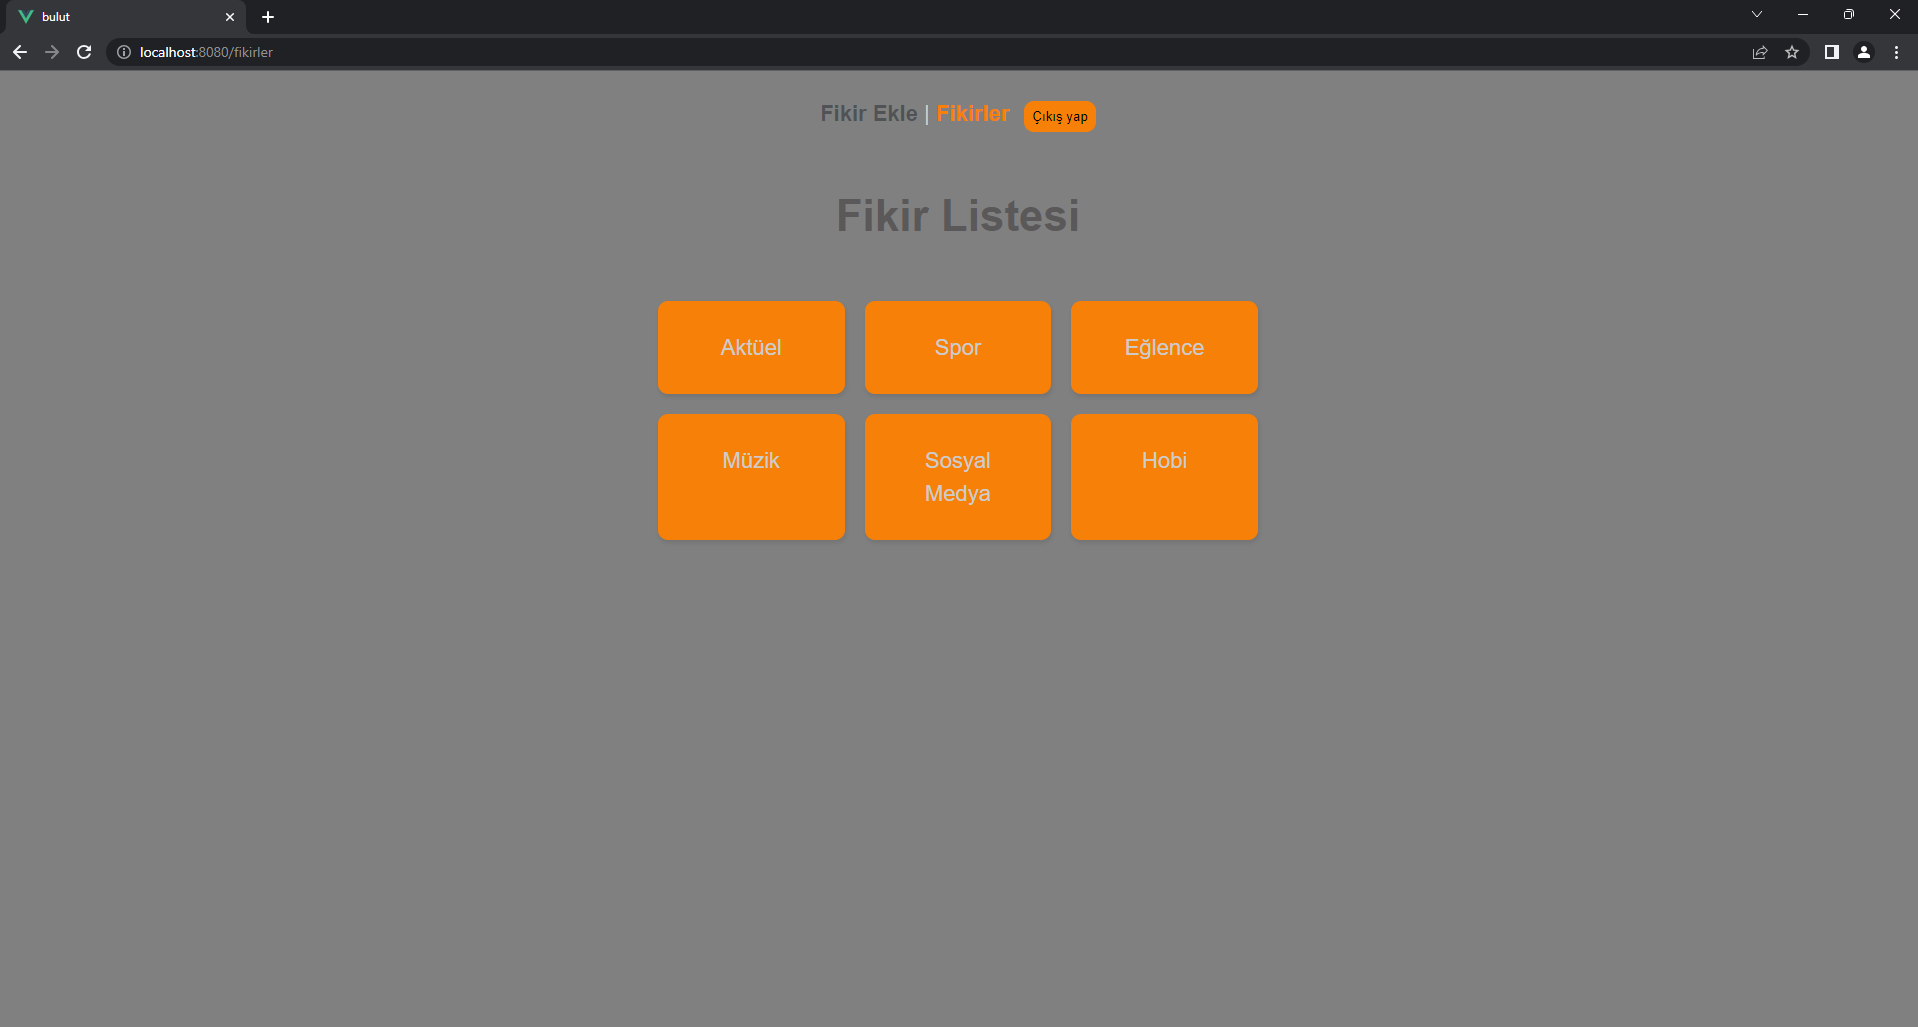 bulut
localhost:8080/fikirler
Fikir Ekle | Fikirler Çıkış yap
Fikir Listesi
Aktüel
Spor
Eğlence
Müzik
Sosyal
Medya
Hobi